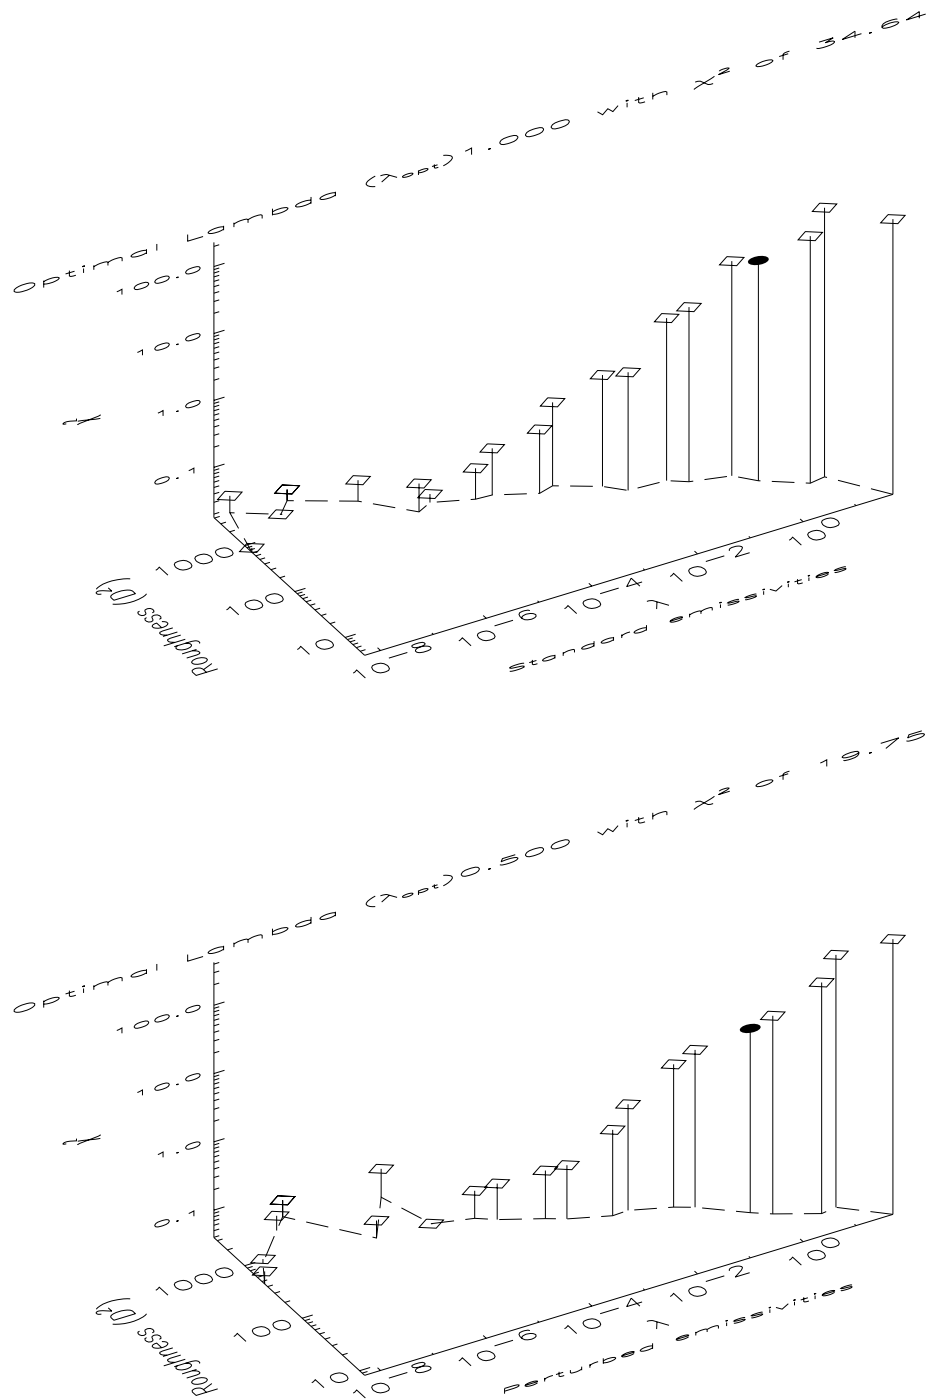 Optimal Lambda (λopt) 1.000 with χ² of 34.64
100.0
10.0
1.0
0.1
χ
1000
100
10
Roughness (D²)
10−8
10−6
10−4
10−2
100
λ
Standard emissivities
Optimal Lambda (λopt) 0.500 with χ² of 19.75
100.0
10.0
1.0
0.1
χ
1000
100
10
Roughness (D²)
10−8
10−6
10−4
10−2
100
λ
Perturbed emissivities